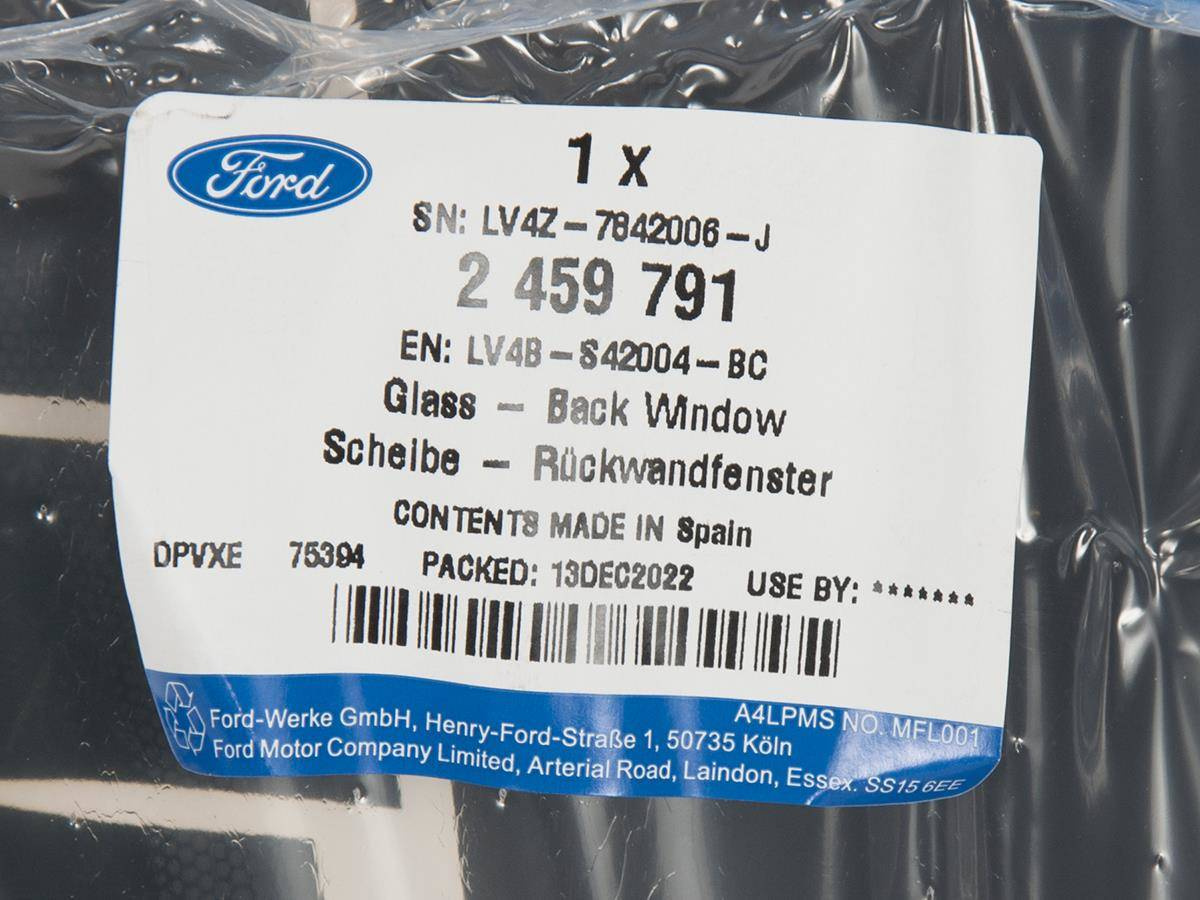 Ford
1 x
SN: LV4Z-7842006-J
2 459 791
EN: LV4B-S42004-BC
Glass - Back Window
Scheibe - Rückwandfenster
CONTENTS MADE IN Spain
DPVXE 75394 PACKED: 13DEC2022 USE BY: *******
A4LPMS NO. MFL001
Ford-Werke GmbH, Henry-Ford-Straße 1, 50735 Köln
Ford Motor Company Limited, Arterial Road, Laindon, Essex. SS15 6EE